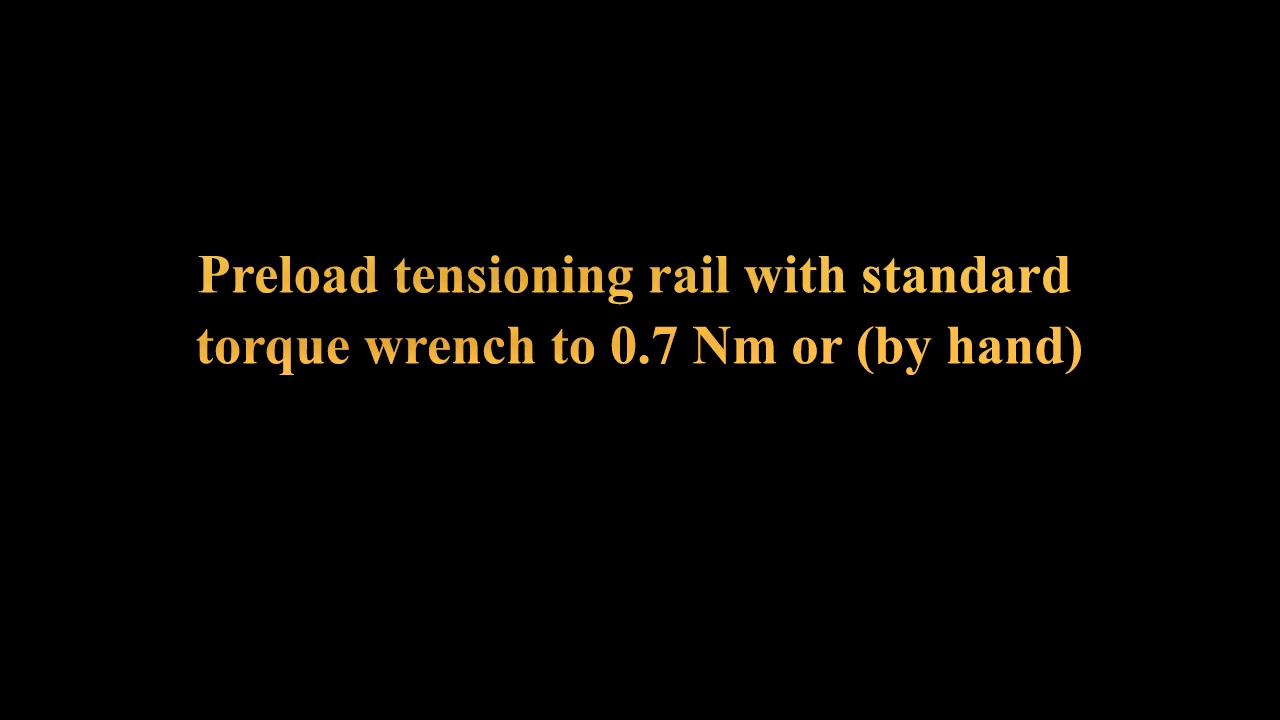 Preload tensioning rail with standard
torque wrench to 0.7 Nm or (by hand)